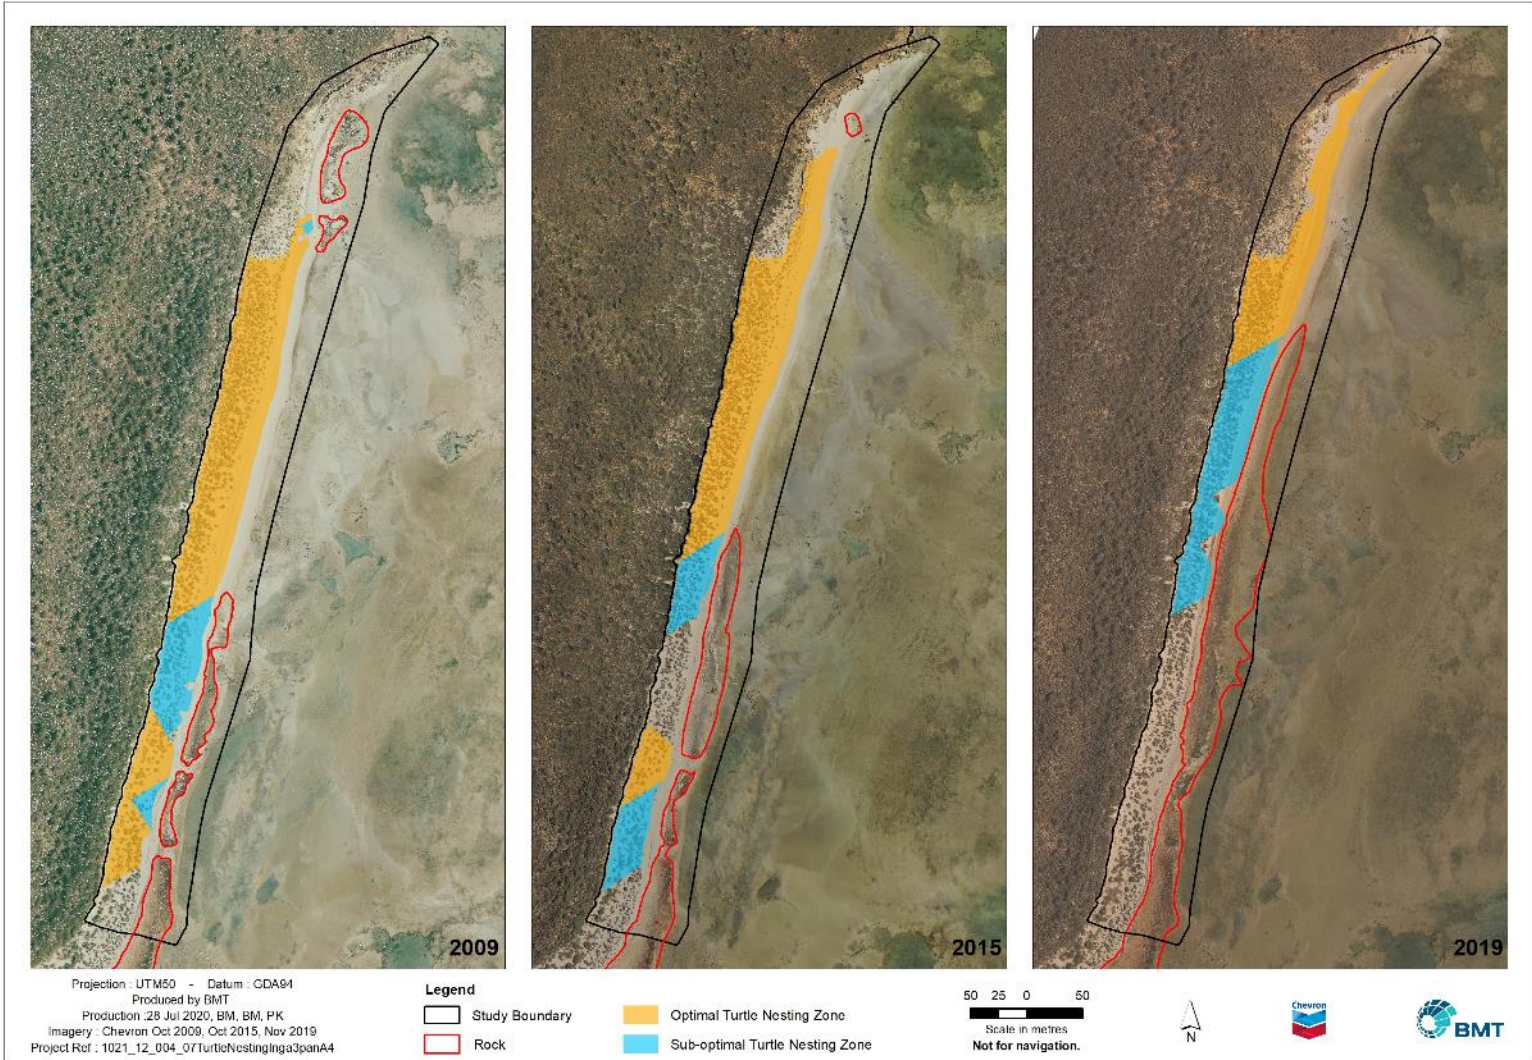 2009
2015
2019
Projection : UTM50 - Datum : GDA94
Produced by BMT
Production :28 Jul 2020, BM, BM, PK
Imagery : Chevron Oct 2009, Oct 2015, Nov 2019
Project Ref : 1021_12_004_07TurtleNestingInga3panA4
Legend
Study Boundary
Rock
Optimal Turtle Nesting Zone
Sub-optimal Turtle Nesting Zone
50 25 0 50
Scale in metres
Not for navigation.
N
Chevron
BMT